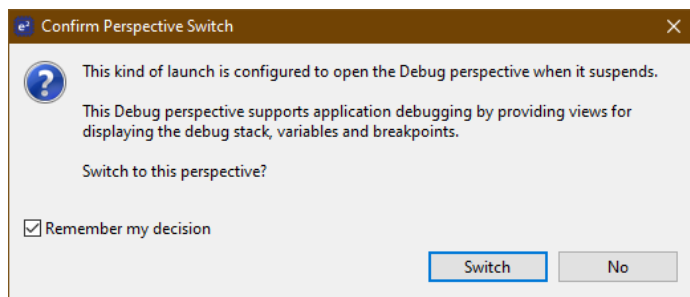 e² Confirm Perspective Switch
This kind of launch is configured to open the Debug perspective when it suspends.
This Debug perspective supports application debugging by providing views for
displaying the debug stack, variables and breakpoints.
Switch to this perspective?
Remember my decision
Switch No